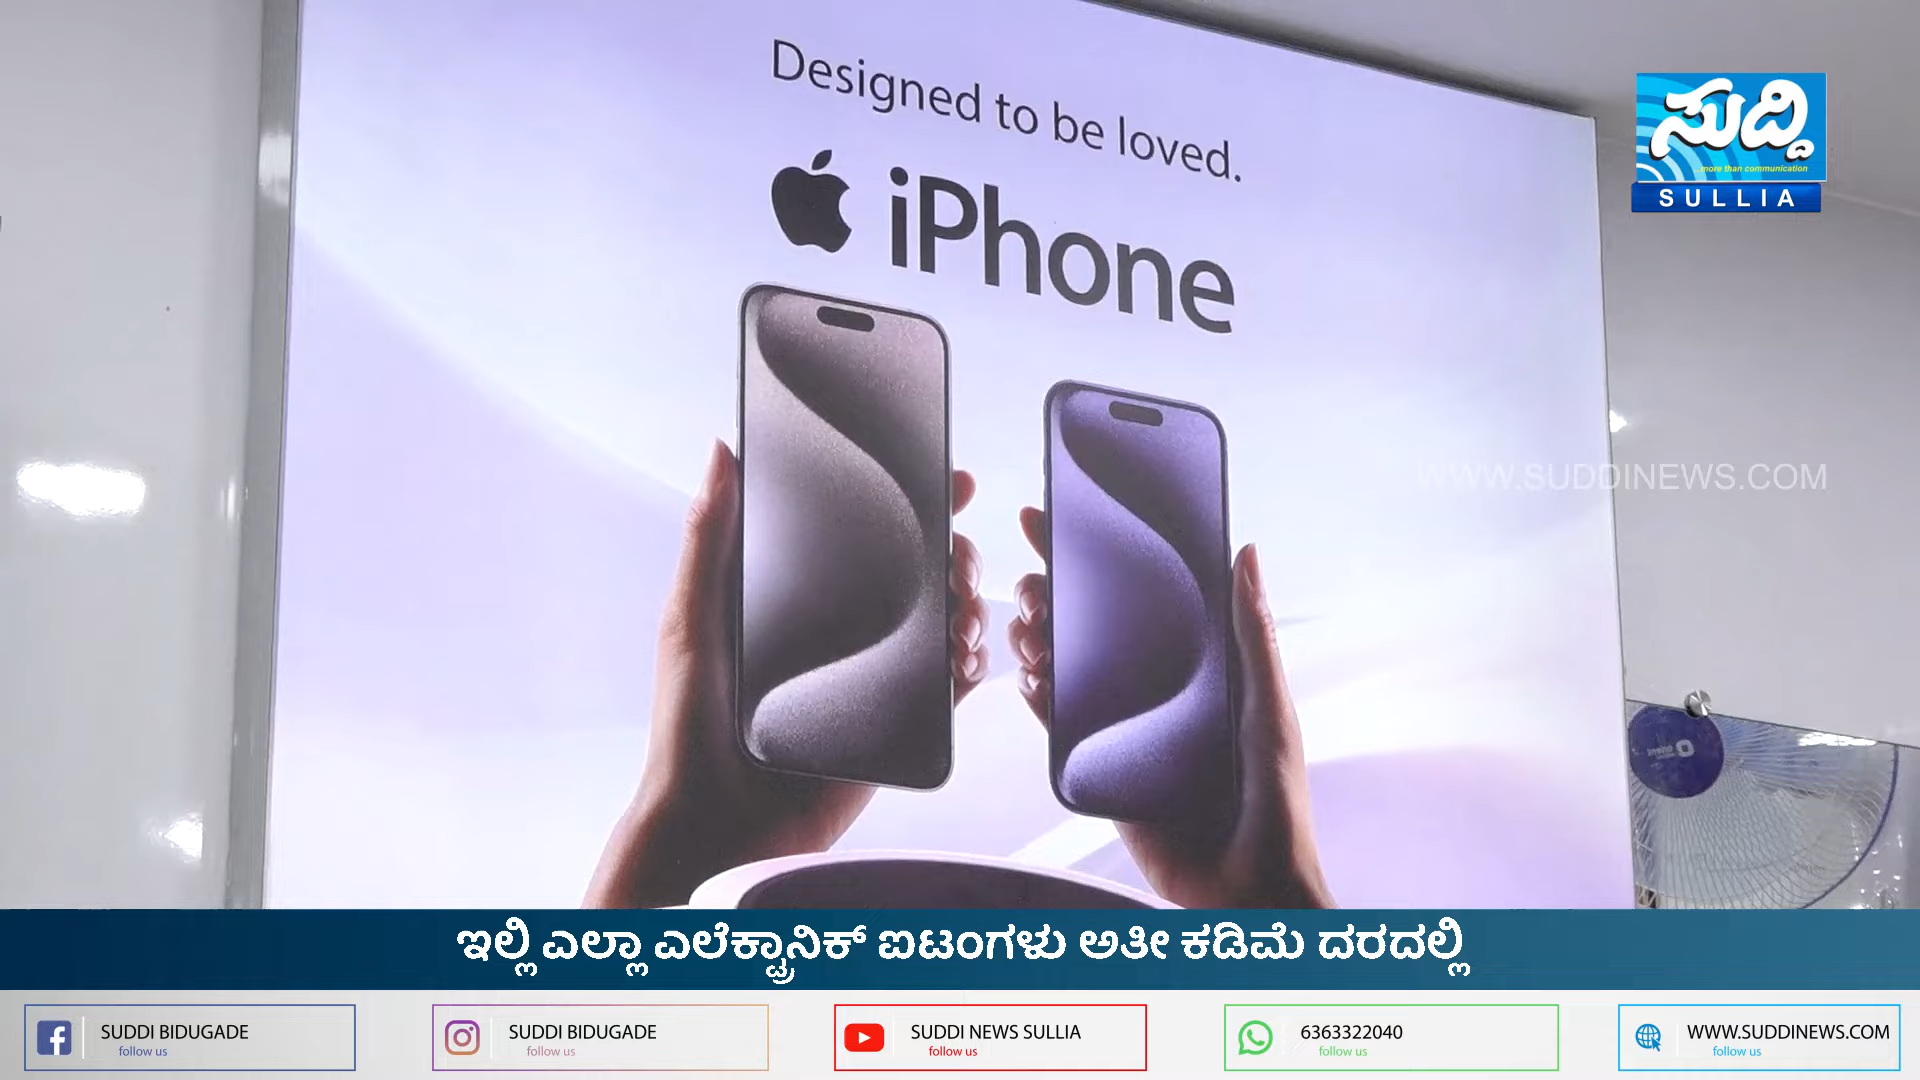 Designed to be loved.
iPhone
ಸುದ್ದಿ
...more than communication
SULLIA
WWW.SUDDINEWS.COM
ಇಲ್ಲಿ ಎಲ್ಲಾ ಎಲೆಕ್ಟ್ರಾನಿಕ್ ಐಟಂಗಳು ಅತೀ ಕಡಿಮೆ ದರದಲ್ಲಿ
SUDDI BIDUGADE
follow us
SUDDI BIDUGADE
follow us
SUDDI NEWS SULLIA
follow us
6363322040
follow us
WWW.SUDDINEWS.COM
follow us